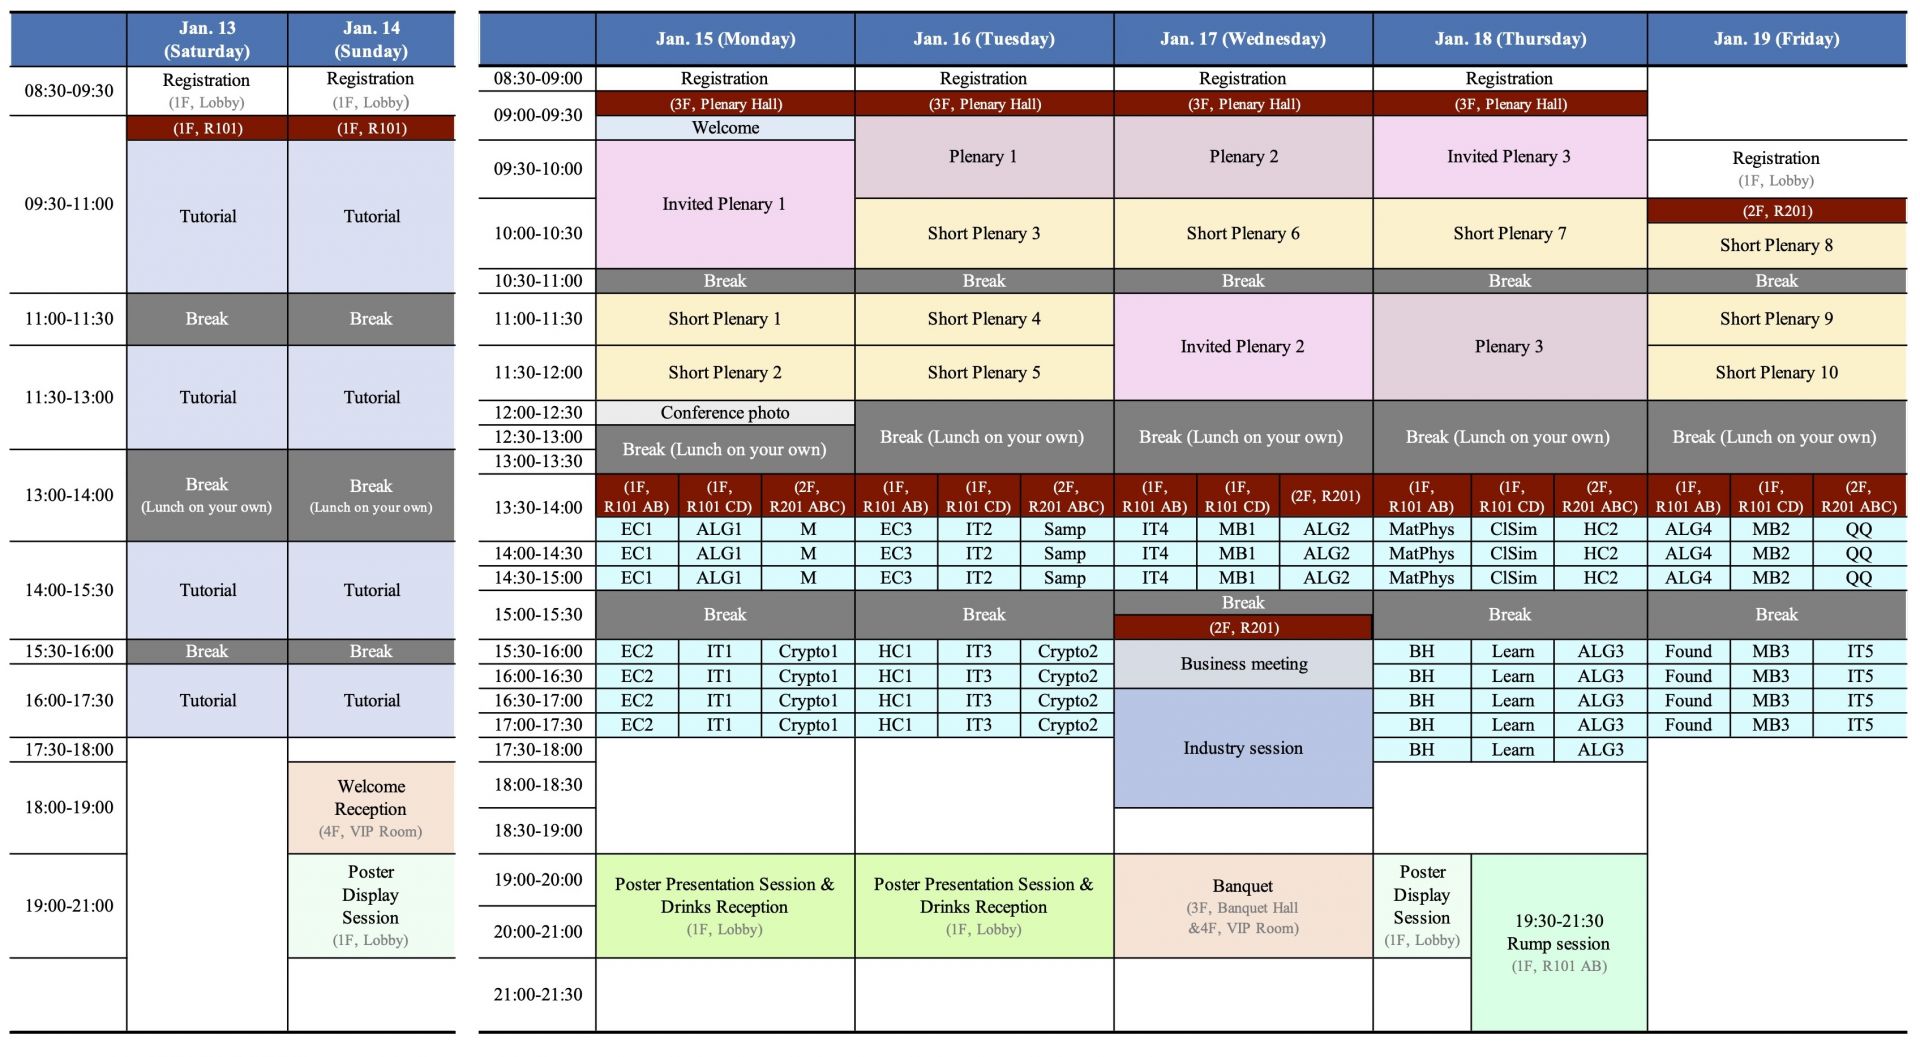 Jan. 13
(Saturday)
Jan. 14
(Sunday)
08:30-09:30
Registration
(1F, Lobby)
Registration
(1F, Lobby)
09:30-11:00
(1F, R101)
(1F, R101)
Tutorial
Tutorial
11:00-11:30
Break
Break
11:30-13:00
Tutorial
Tutorial
13:00-14:00
Break
(Lunch on your own)
Break
(Lunch on your own)
14:00-15:30
Tutorial
Tutorial
15:30-16:00
Break
Break
16:00-17:30
Tutorial
Tutorial
17:30-18:00
18:00-19:00
Welcome
Reception
(4F, VIP Room)
19:00-21:00
Poster
Display
Session
(1F, Lobby)
Jan. 15 (Monday)
Jan. 16 (Tuesday)
Jan. 17 (Wednesday)
Jan. 18 (Thursday)
Jan. 19 (Friday)
08:30-09:00
Registration
Registration
Registration
Registration
09:00-09:30
(3F, Plenary Hall)
(3F, Plenary Hall)
(3F, Plenary Hall)
(3F, Plenary Hall)
Welcome
Plenary 1
Plenary 2
Invited Plenary 3
09:30-10:00
Invited Plenary 1
Registration
(1F, Lobby)
10:00-10:30
Short Plenary 3
Short Plenary 6
Short Plenary 7
(2F, R201)
Short Plenary 8
10:30-11:00
Break
Break
Break
Break
Break
11:00-11:30
Short Plenary 1
Short Plenary 4
Invited Plenary 2
Plenary 3
Short Plenary 9
11:30-12:00
Short Plenary 2
Short Plenary 5
Short Plenary 10
12:00-12:30
Conference photo
12:30-13:00
Break (Lunch on your own)
Break (Lunch on your own)
Break (Lunch on your own)
Break (Lunch on your own)
Break (Lunch on your own)
13:00-13:30
13:30-14:00
(1F,
R101 AB)
(1F,
R101 CD)
(2F,
R201 ABC)
(1F,
R101 AB)
(1F,
R101 CD)
(2F,
R201 ABC)
(1F,
R101 AB)
(1F,
R101 CD)
(2F, R201)
(1F,
R101 AB)
(1F,
R101 CD)
(2F,
R201 ABC)
(1F,
R101 AB)
(1F,
R101 CD)
(2F,
R201 ABC)
EC1 ALG1 M EC3 IT2 Samp IT4 MB1 ALG2 MatPhys ClSim HC2 ALG4 MB2 QQ
14:00-14:30 EC1 ALG1 M EC3 IT2 Samp IT4 MB1 ALG2 MatPhys ClSim HC2 ALG4 MB2 QQ
14:30-15:00 EC1 ALG1 M EC3 IT2 Samp IT4 MB1 ALG2 MatPhys ClSim HC2 ALG4 MB2 QQ
15:00-15:30
Break
Break
Break
(2F, R201)
Break
Break
15:30-16:00 EC2 IT1 Crypto1 HC1 IT3 Crypto2 Business meeting BH Learn ALG3 Found MB3 IT5
16:00-16:30 EC2 IT1 Crypto1 HC1 IT3 Crypto2 BH Learn ALG3 Found MB3 IT5
16:30-17:00 EC2 IT1 Crypto1 HC1 IT3 Crypto2 BH Learn ALG3 Found MB3 IT5
17:00-17:30 EC2 IT1 Crypto1 HC1 IT3 Crypto2 BH Learn ALG3 Found MB3 IT5
17:30-18:00 Industry session BH Learn ALG3
18:00-18:30
18:30-19:00
19:00-20:00
Poster Presentation Session &
Drinks Reception
(1F, Lobby)
Poster Presentation Session &
Drinks Reception
(1F, Lobby)
Banquet
(3F, Banquet Hall
&4F, VIP Room)
Poster
Display
Session
(1F, Lobby)
19:30-21:30
Rump session
(1F, R101 AB)
20:00-21:00
21:00-21:30